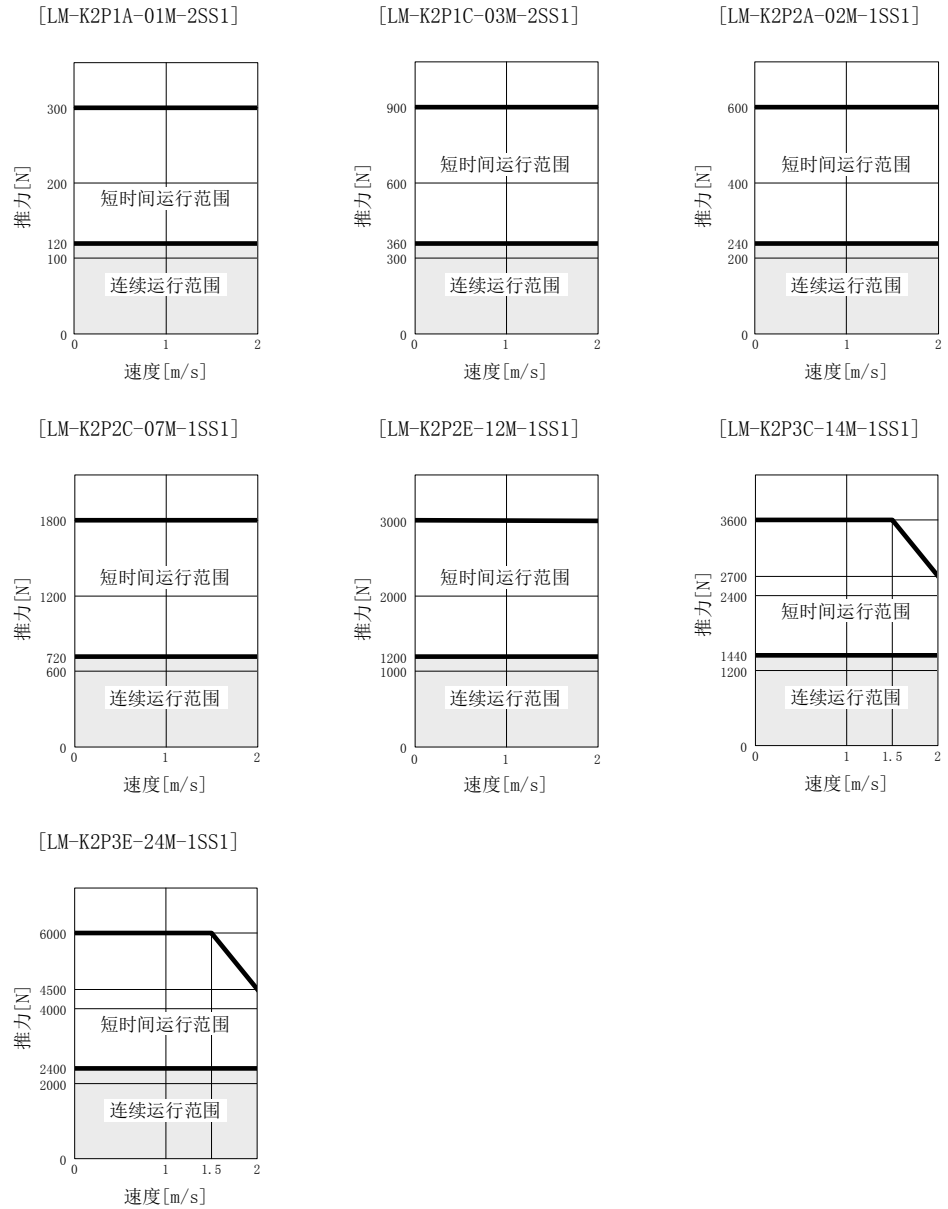 [LM-K2P1A-01M-2SS1]
300
200
120
100
0
推力[N]
短时间运行范围
连续运行范围
0 1 2
速度[m/s]
[LM-K2P1C-03M-2SS1]
900
600
360
300
0
推力[N]
短时间运行范围
连续运行范围
0 1 2
速度[m/s]
[LM-K2P2A-02M-1SS1]
600
400
240
200
0
推力[N]
短时间运行范围
连续运行范围
0 1 2
速度[m/s]
[LM-K2P2C-07M-1SS1]
1800
1200
720
600
0
推力[N]
短时间运行范围
连续运行范围
0 1 2
速度[m/s]
[LM-K2P2E-12M-1SS1]
3000
2000
1200
1000
0
推力[N]
短时间运行范围
连续运行范围
0 1 2
速度[m/s]
[LM-K2P3C-14M-1SS1]
3600
2700
2400
1440
1200
0
推力[N]
短时间运行范围
连续运行范围
0 1 1.5 2
速度[m/s]
[LM-K2P3E-24M-1SS1]
6000
4500
4000
2400
2000
0
推力[N]
短时间运行范围
连续运行范围
0 1 1.5 2
速度[m/s]